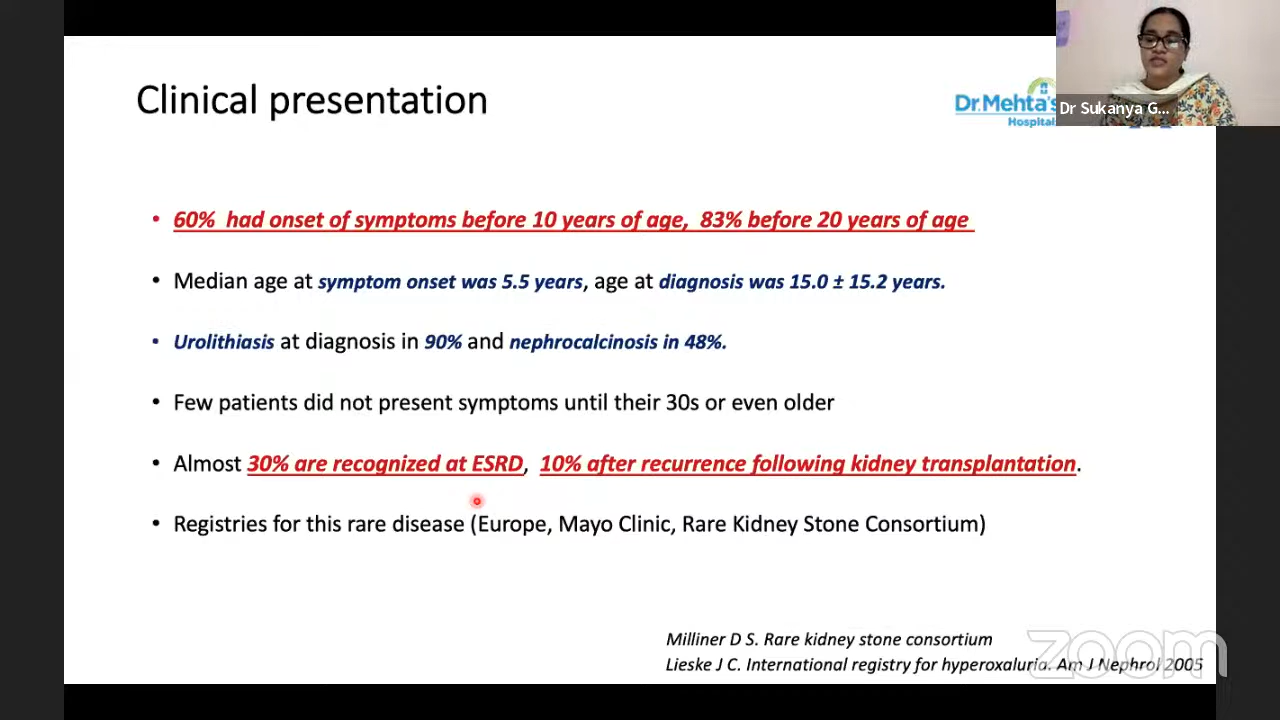 Clinical presentation
Dr.Mehta's
Hospitals
Dr Sukanya G...
• 60% had onset of symptoms before 10 years of age, 83% before 20 years of age
• Median age at symptom onset was 5.5 years, age at diagnosis was 15.0 ± 15.2 years.
• Urolithiasis at diagnosis in 90% and nephrocalcinosis in 48%.
• Few patients did not present symptoms until their 30s or even older
• Almost 30% are recognized at ESRD, 10% after recurrence following kidney transplantation.
• Registries for this rare disease (Europe, Mayo Clinic, Rare Kidney Stone Consortium)
Milliner D S. Rare kidney stone consortium
Lieske J C. International registry for hyperoxaluria. Am J Nephrol 2005
zoom